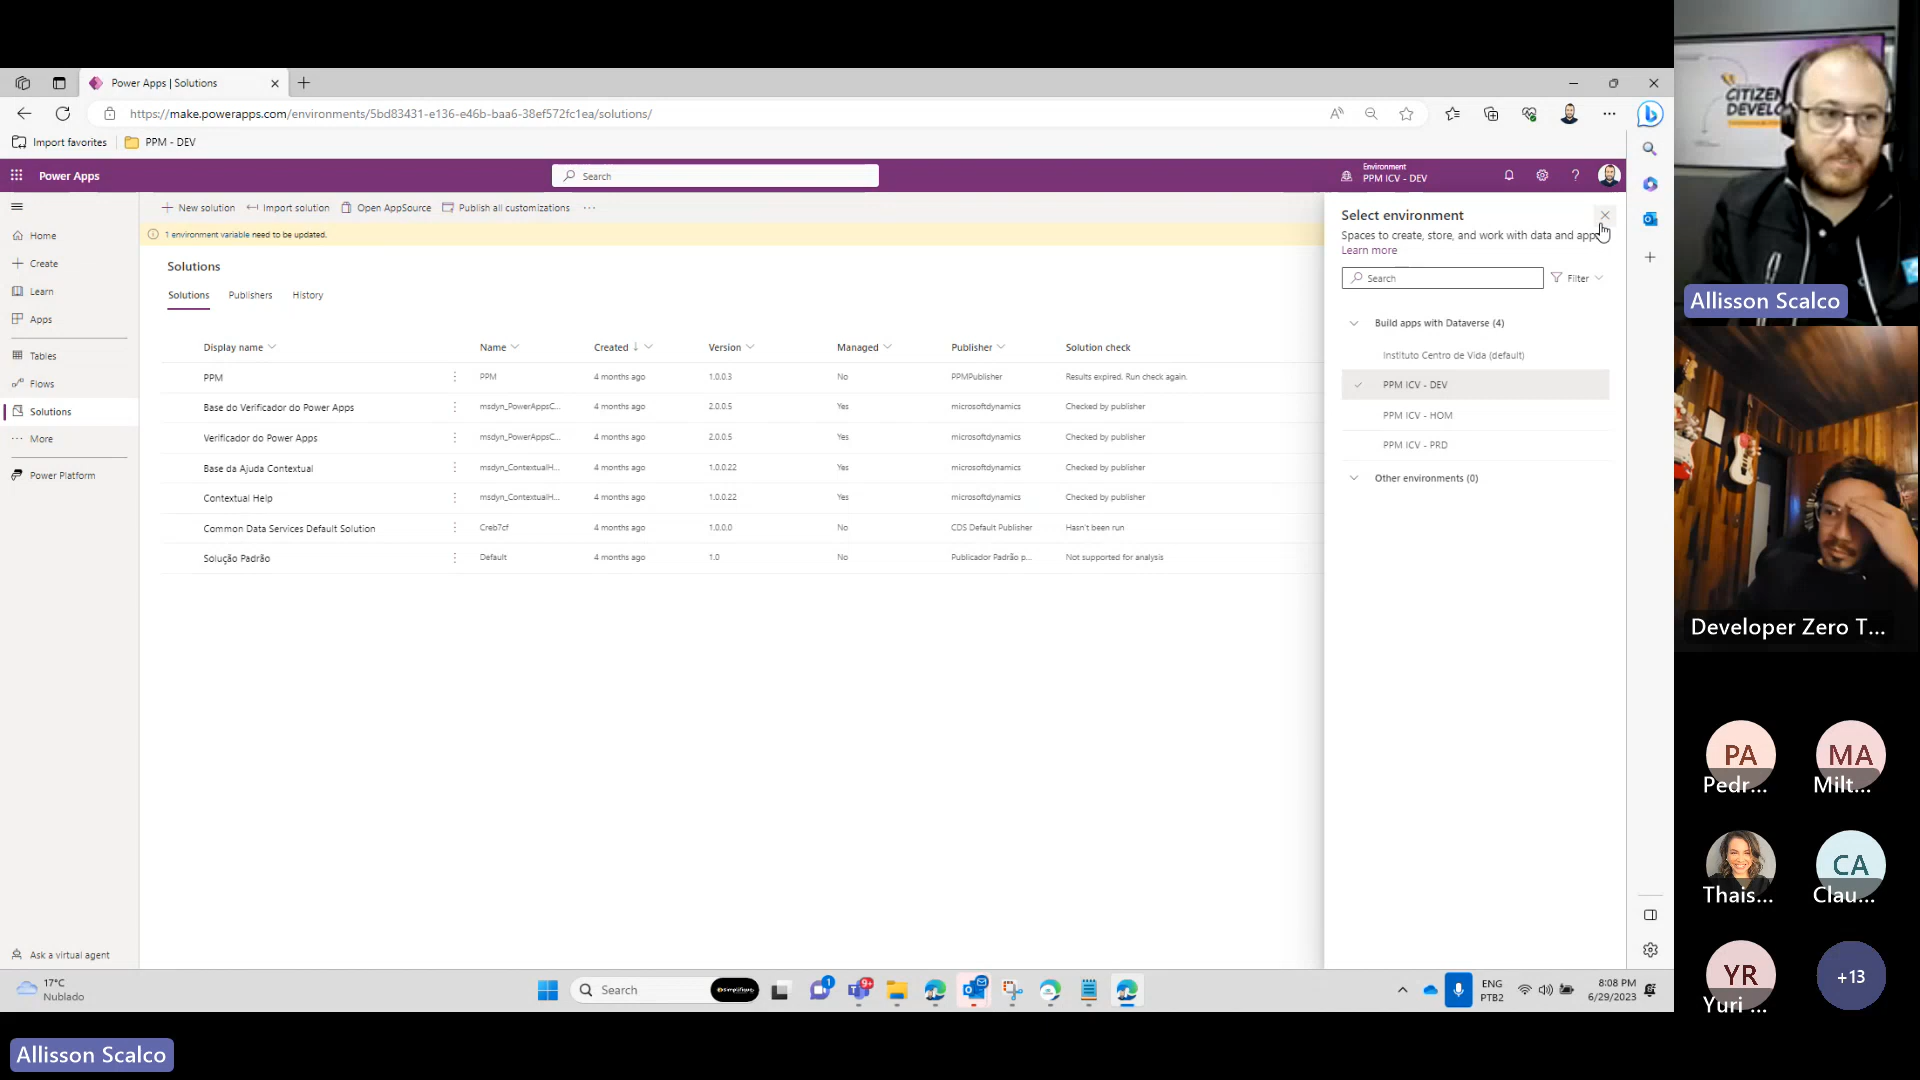 Power Apps | Solutions
https://make.powerapps.com/environments/5bd83431-e136-e46b-baa6-38ef572fc1ea/solutions/
Import favorites
PPM - DEV
Power Apps
Search
Environment
PPM ICV - DEV
New solution
Import solution
Open AppSource
Publish all customizations
1 environment variable need to be updated.
Home
Create
Learn
Apps
Tables
Flows
Solutions
More
Power Platform
Ask a virtual agent
Solutions
Solutions Publishers History
Display name Name Created Version Managed Publisher Solution check
PPM PPM 4 months ago 1.0.0.3 No PPMPublisher Results expired. Run check again.
Base do Verificador do Power Apps msdyn_PowerAppsC... 4 months ago 2.0.0.5 Yes microsoftdynamics Checked by publisher
Verificador do Power Apps msdyn_PowerAppsC... 4 months ago 2.0.0.5 Yes microsoftdynamics Checked by publisher
Base da Ajuda Contextual msdyn_ContextualH... 4 months ago 1.0.0.22 Yes microsoftdynamics Checked by publisher
Contextual Help msdyn_ContextualH... 4 months ago 1.0.0.22 Yes microsoftdynamics Checked by publisher
Common Data Services Default Solution Creb7cf 4 months ago 1.0.0.0 No CDS Default Publisher Hasn't been run
Solução Padrão Default 4 months ago 1.0 No Publicador Padrão p... Not supported for analysis
Select environment
Spaces to create, store, and work with data and app
Learn more
Search
Filter
Build apps with Dataverse (4)
Instituto Centro de Vida (default)
PPM ICV - DEV
PPM ICV - HOM
PPM ICV - PRD
Other environments (0)
17°C
Nublado
Search
1
9+
ENG
PTB2
8:08 PM
6/29/2023
CITIZEN
DEVELO
Allisson Scalco
Developer Zero T...
PA
Pedr...
MA
Milt...
Thais...
CA
Clau...
YR
Yuri ...
+13
Allisson Scalco